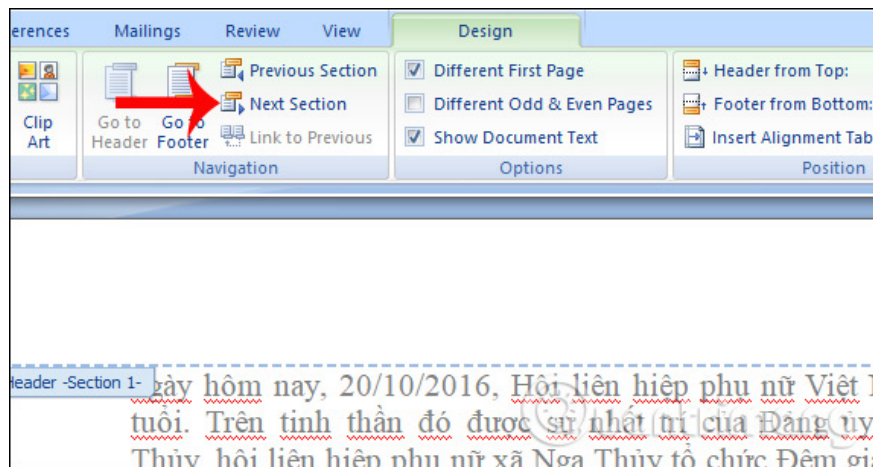 erences Mailings Review View Design
Previous Section Different First Page Header from Top:
Clip Art Go to Header Go to Footer Next Section Different Odd & Even Pages Footer from Bottom:
Link to Previous Show Document Text Insert Alignment Tab
Navigation Options Position
Header -Section 1-
gày hôm nay, 20/10/2016, Hội liên hiệp phụ nữ Việt
tuổi. Trên tinh thần đó được sự nhất trí của Đảng ủy
Thủy, hội liên hiệp phụ nữ xã Nga Thủy tổ chức Đêm gia